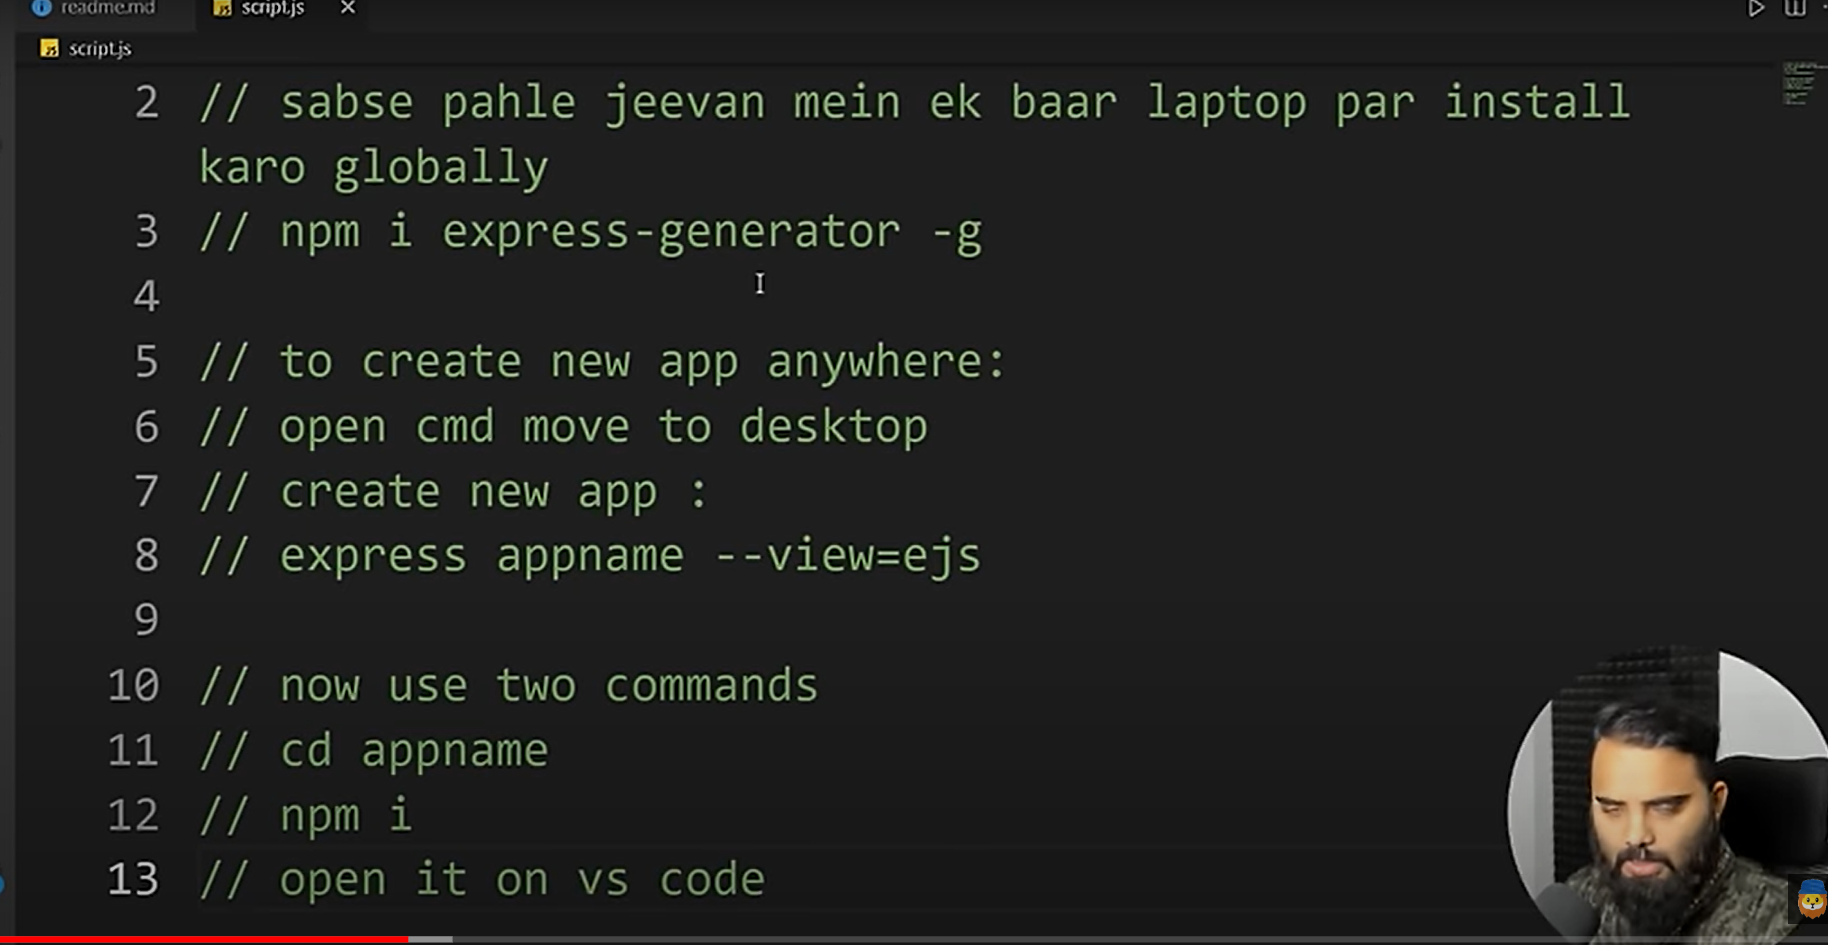 readme.md
script.js
script.js
2 // sabse pahle jeevan mein ek baar laptop par install
karo globally
3 // npm i express-generator -g
4
5 // to create new app anywhere:
6 // open cmd move to desktop
7 // create new app :
8 // express appname --view=ejs
9
10 // now use two commands
11 // cd appname
12 // npm i
13 // open it on vs code